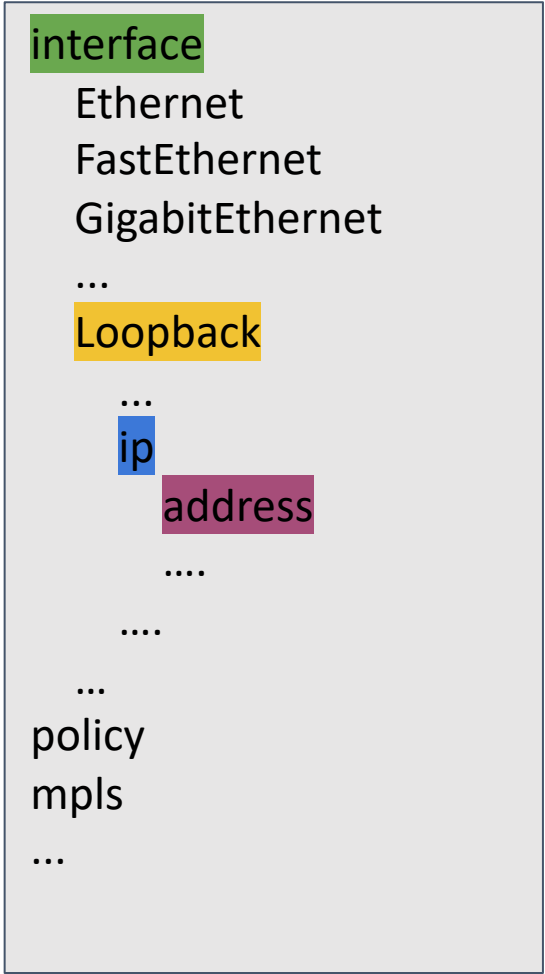 interface
Ethernet
FastEthernet
GigabitEthernet
...
Loopback
...
ip
address
....
....
...
policy
mpls
...